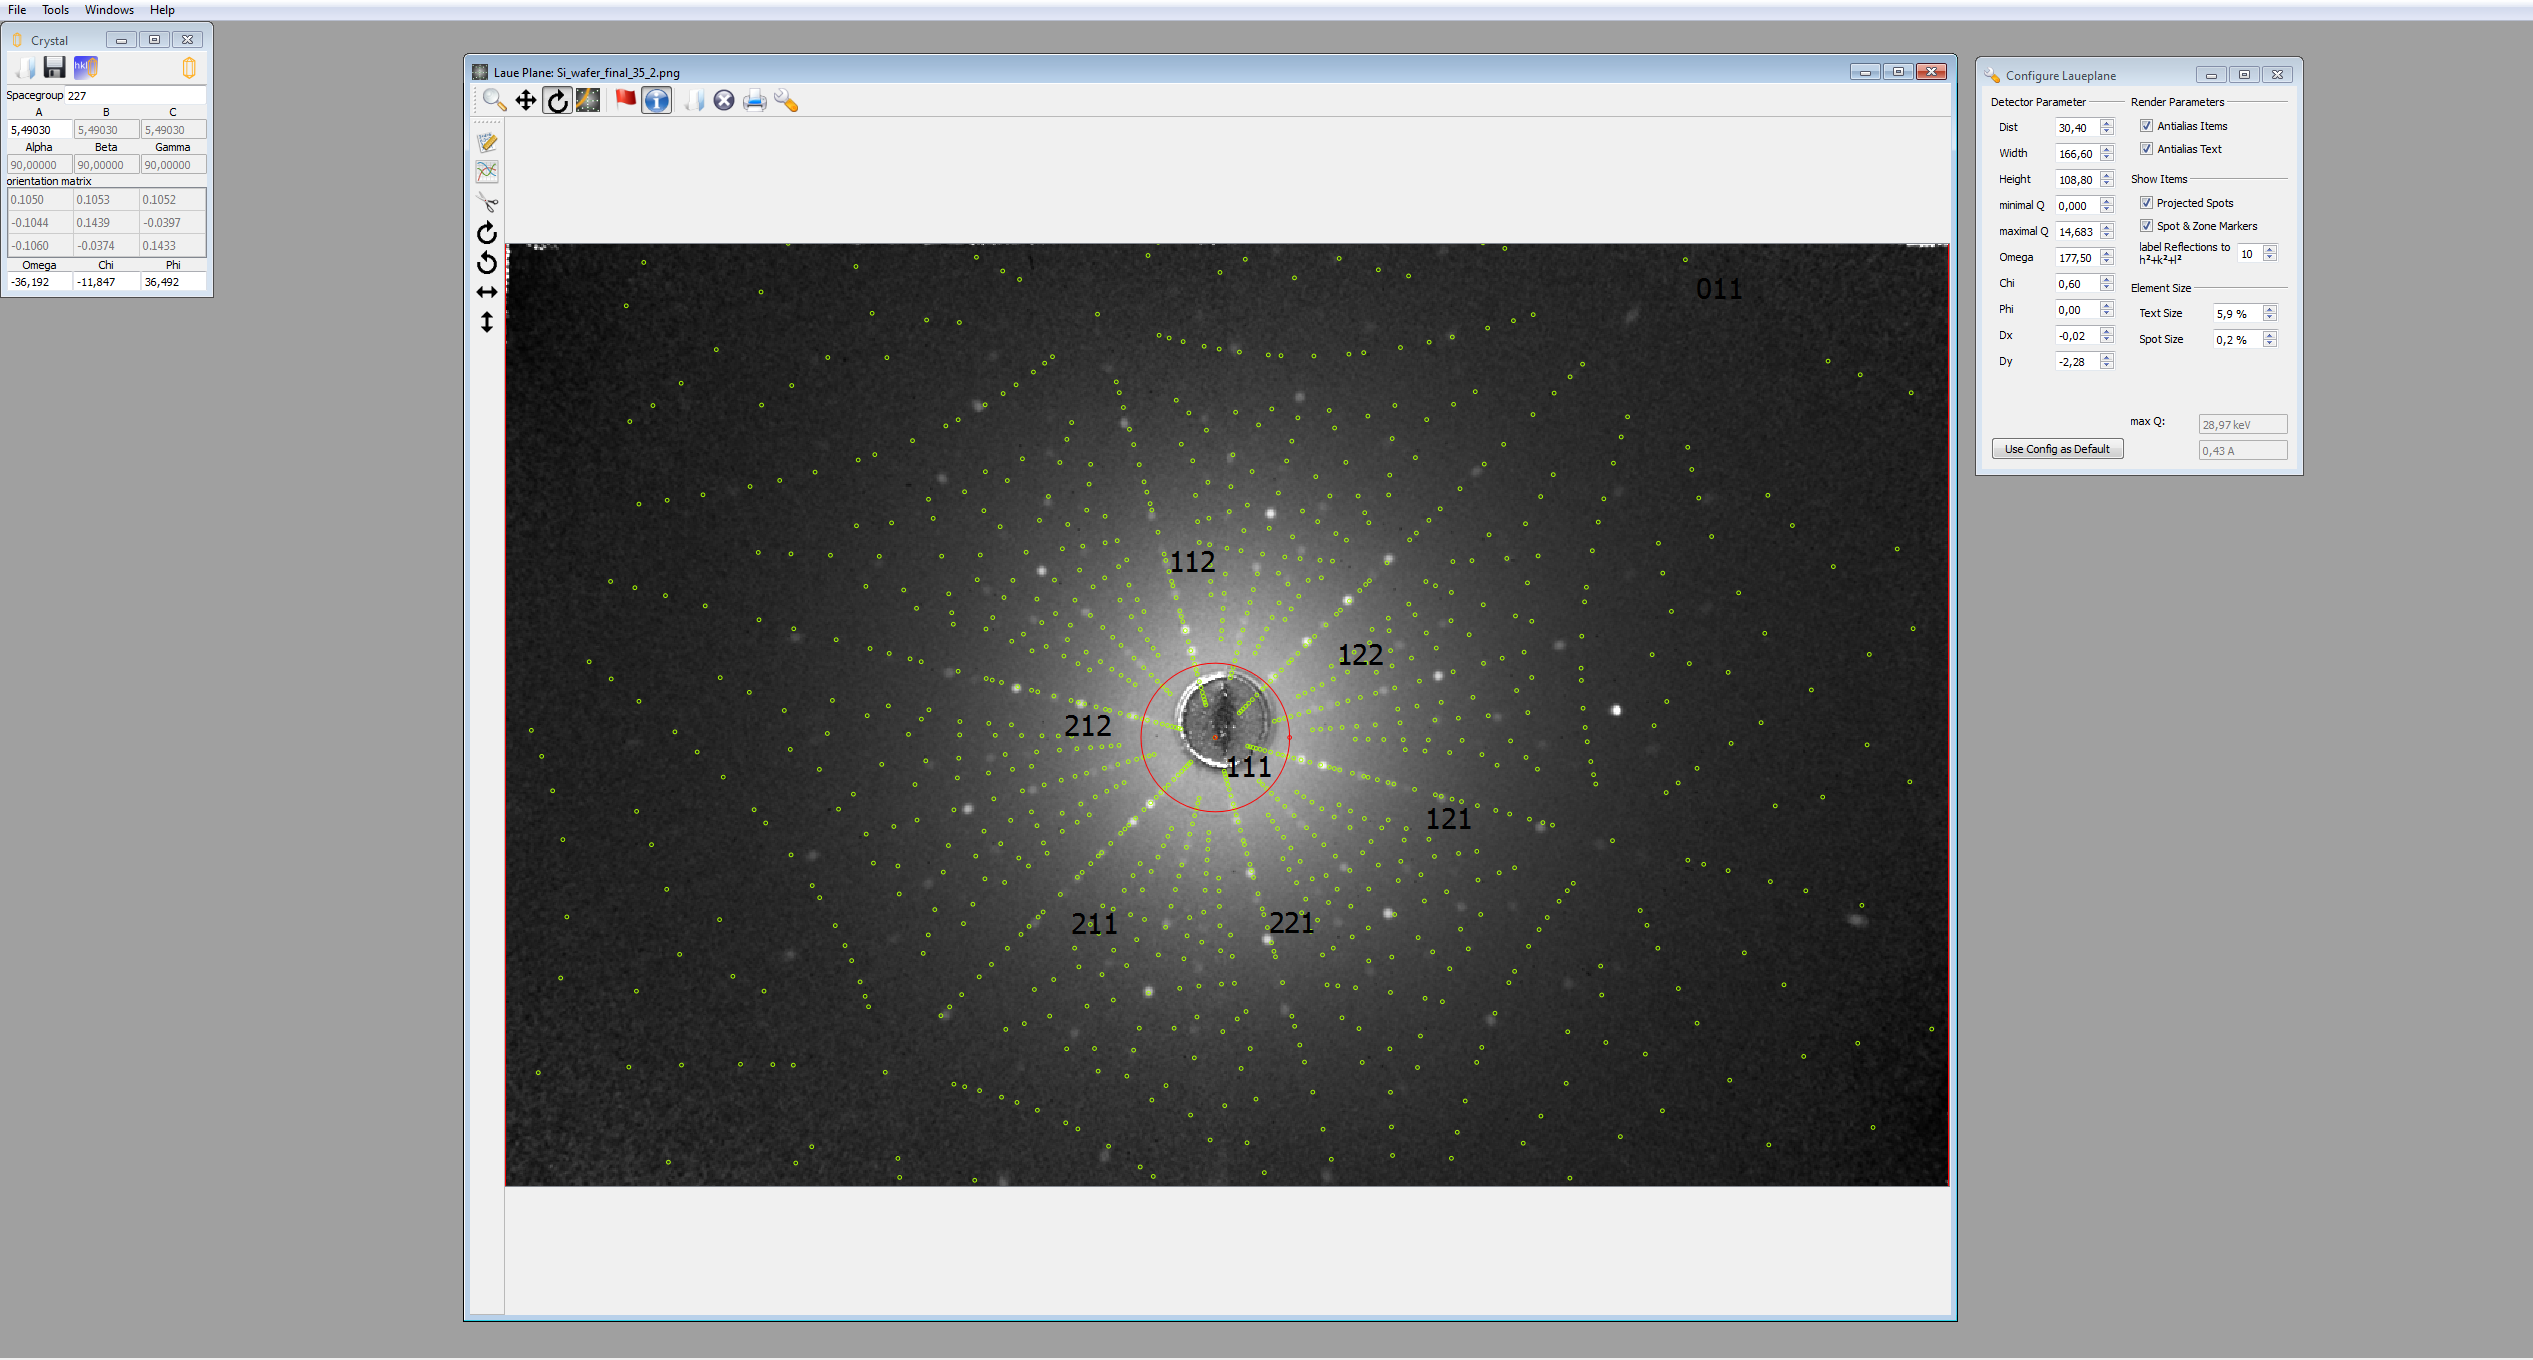 File Tools Windows Help
Crystal
hkl
Spacegroup 227
A B C
5,49030 5,49030 5,49030
Alpha Beta Gamma
90,00000 90,00000 90,00000
orientation matrix
0.1050 0.1053 0.1052
-0.1044 0.1439 -0.0397
-0.1060 -0.0374 0.1433
Omega Chi Phi
-36,192 -11,847 36,492
Laue Plane: Si_wafer_final_35_2.png
011
112
122
212
111
121
211
221
Configure Laueplane
Detector Parameter
Dist 30,40
Width 166,60
Height 108,80
minimal Q 0,000
maximal Q 14,683
Omega 177,50
Chi 0,60
Phi 0,00
Dx -0,02
Dy -2,28
Use Config as Default
Render Parameters
Antialias Items
Antialias Text
Show Items
Projected Spots
Spot & Zone Markers
label Reflections to
h²+k²+l² 10
Element Size
Text Size 5,9 %
Spot Size 0,2 %
max Q: 28,97 keV
0,43 A